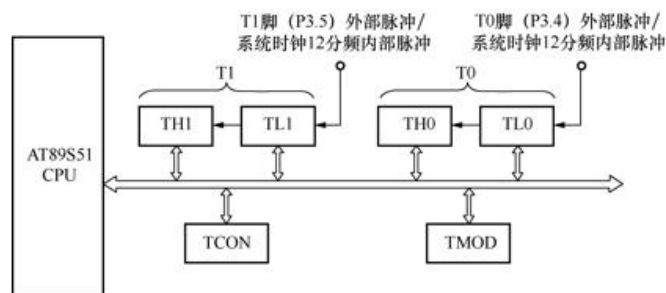 T1脚（P3.5）外部脉冲/
系统时钟12分频内部脉冲
T0脚（P3.4）外部脉冲/
系统时钟12分频内部脉冲
T1
T0
TH1
TL1
TH0
TL0
AT89S51
CPU
TCON
TMOD